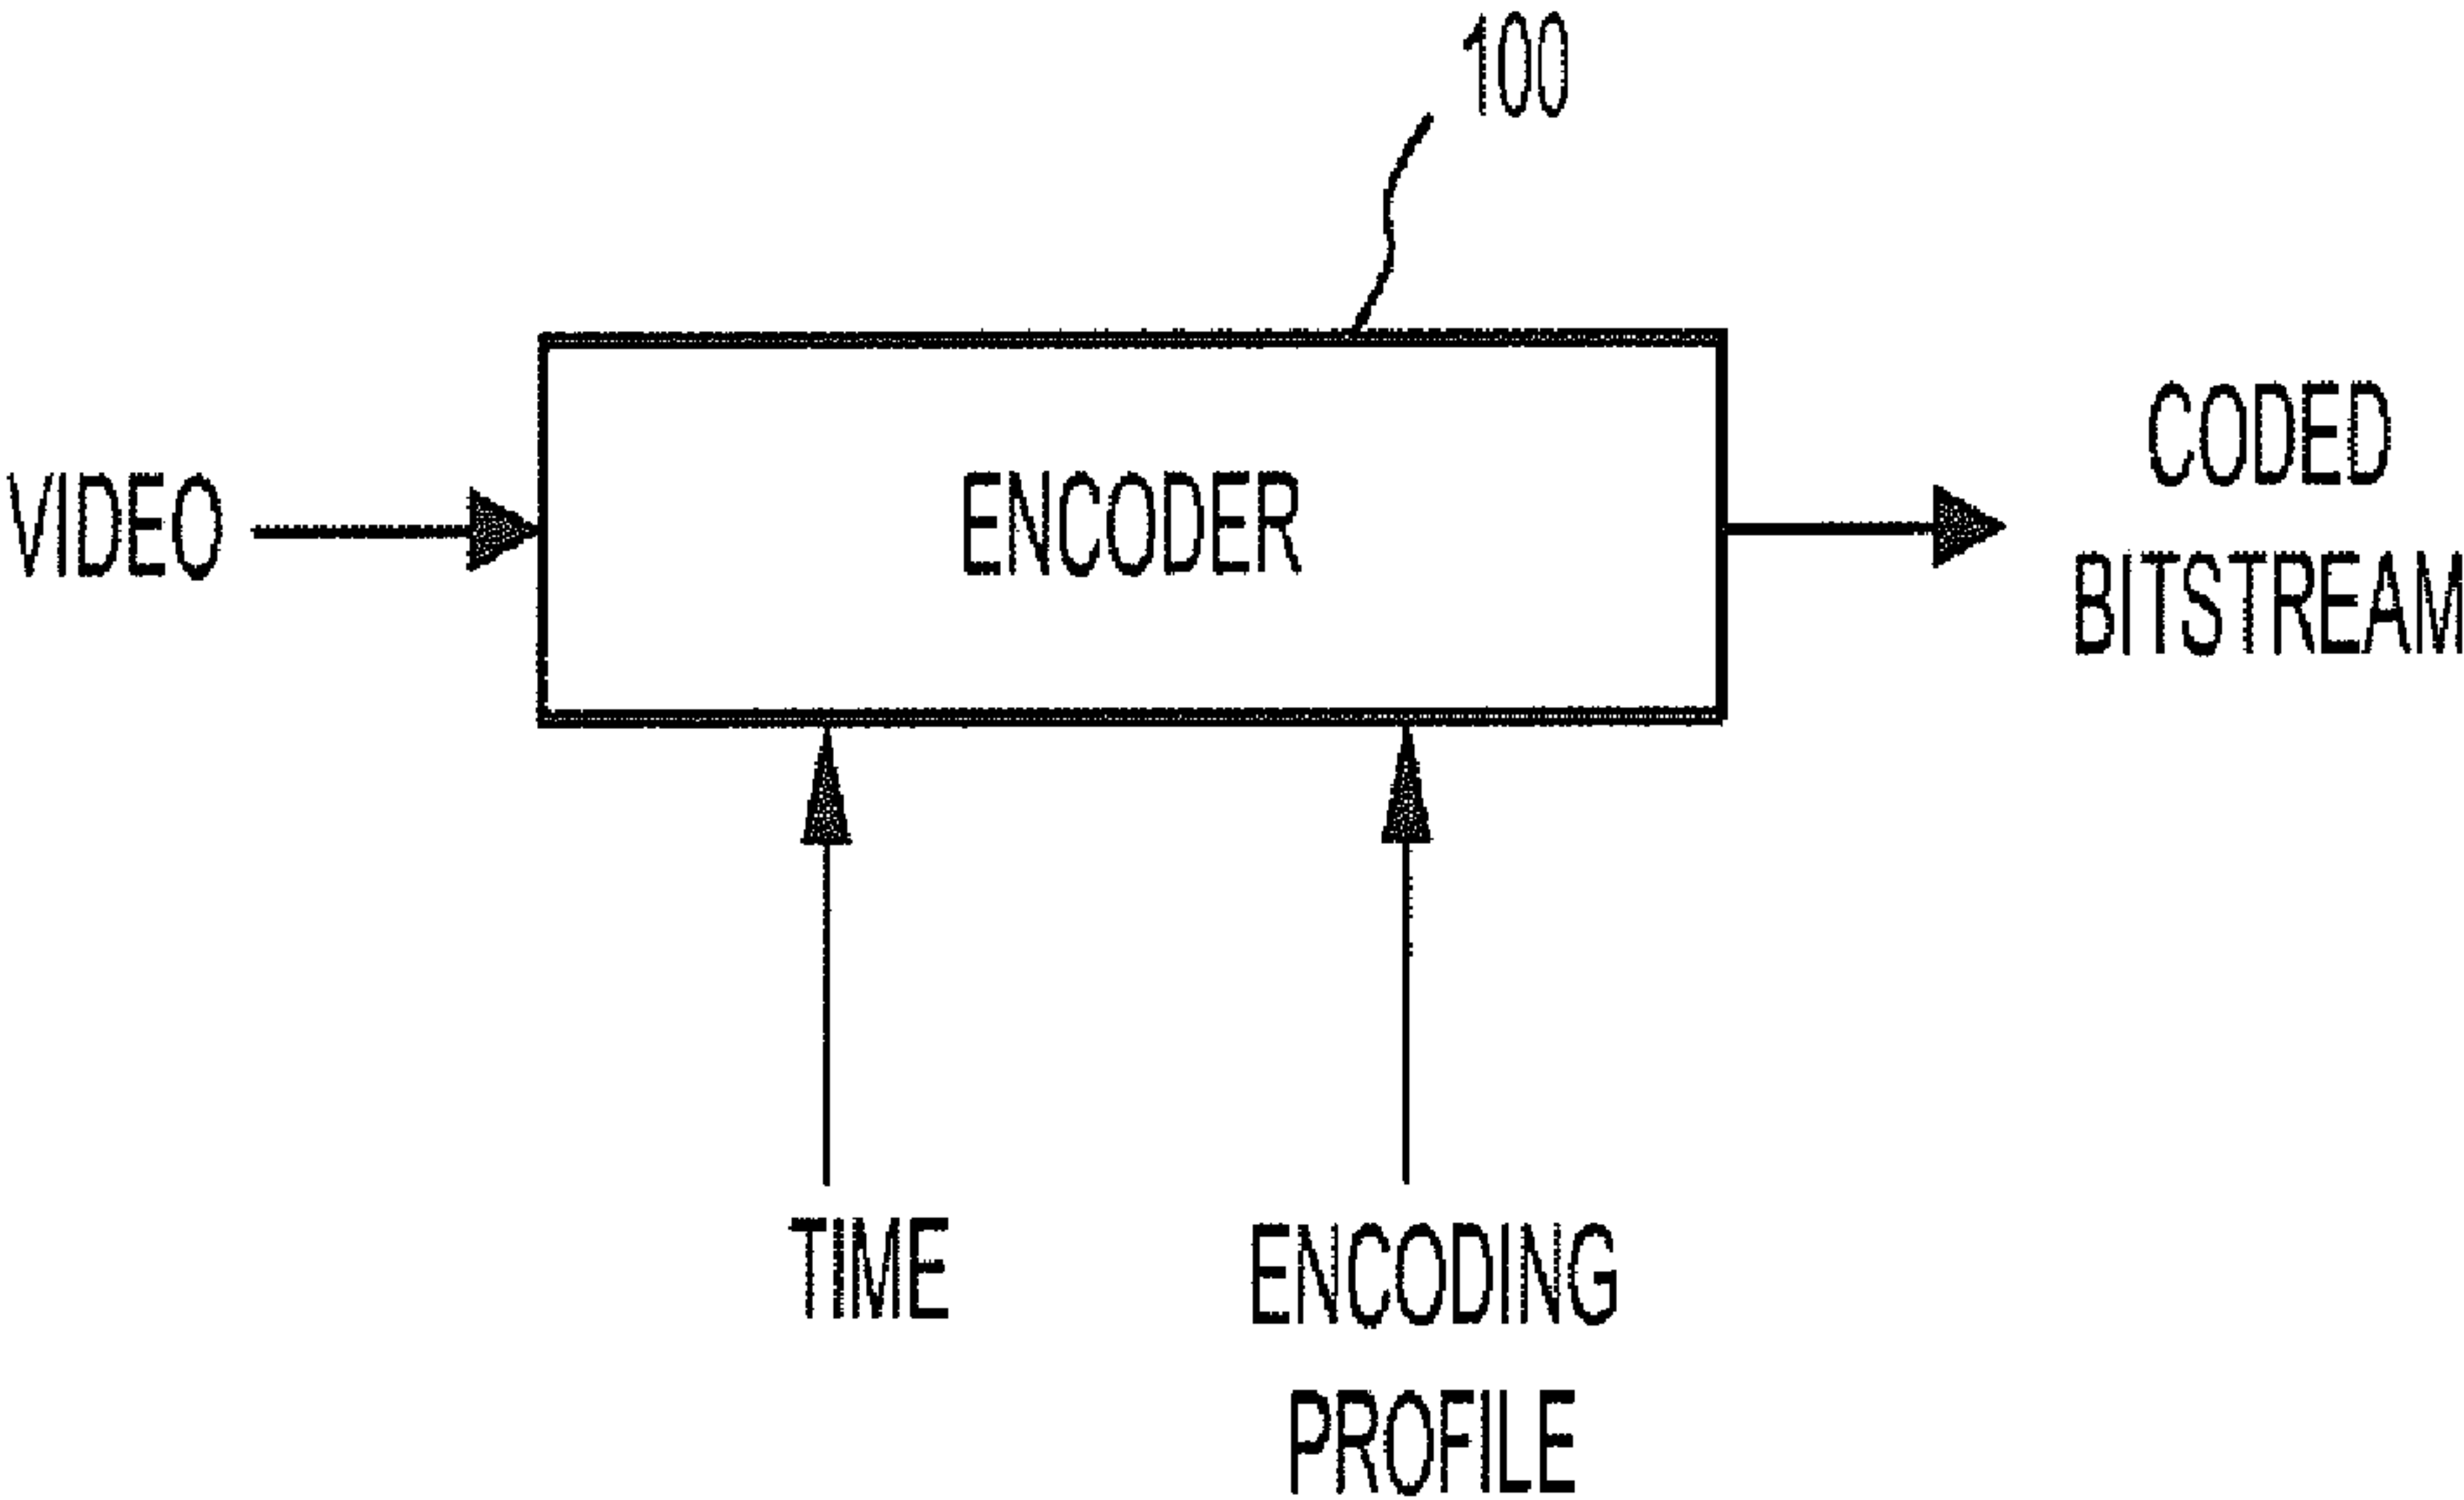 100
VIDEO
ENCODER
CODED
BITSTREAM
TIME
ENCODING
PROFILE